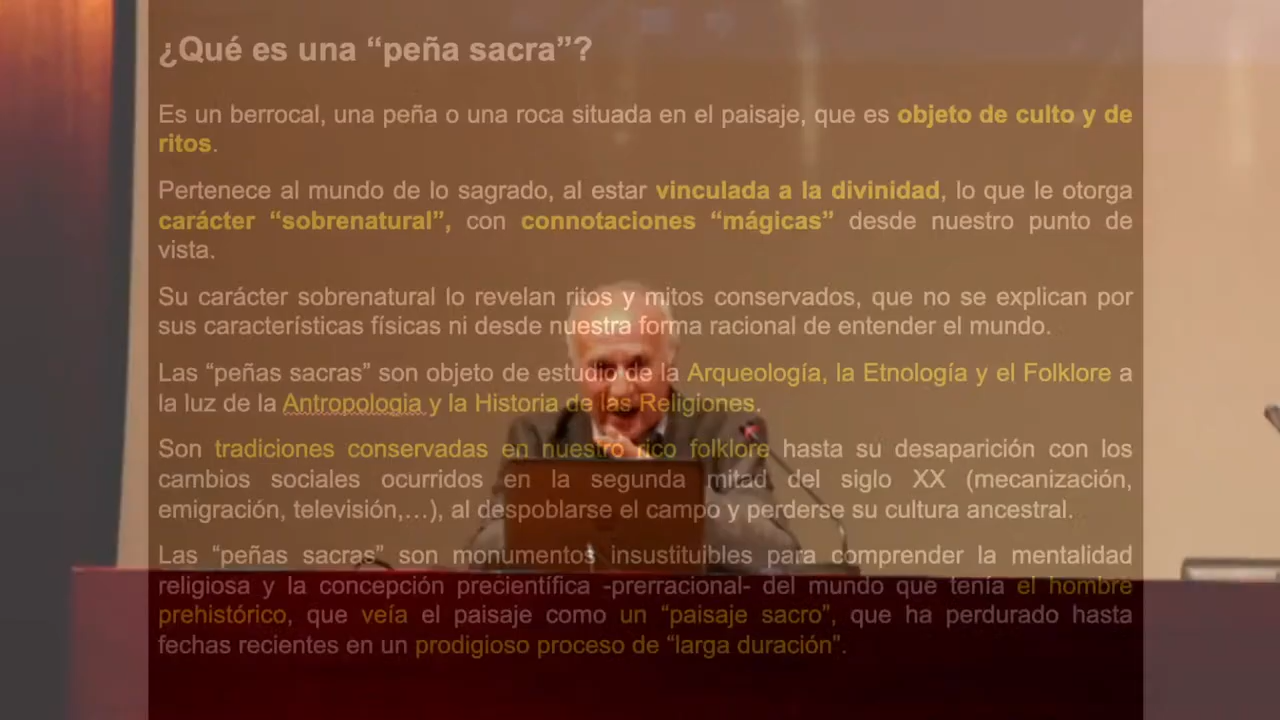 ¿Qué es una “peña sacra”?
Es un berrocal, una peña o una roca situada en el paisaje, que es objeto de culto y de
ritos.
Pertenece al mundo de lo sagrado, al estar vinculada a la divinidad, lo que le otorga
carácter “sobrenatural”, con connotaciones “mágicas” desde nuestro punto de
vista.
Su carácter sobrenatural lo revelan ritos y mitos conservados, que no se explican por
sus características físicas ni desde nuestra forma racional de entender el mundo.
Las “peñas sacras” son objeto de estudio de la Arqueología, la Etnología y el Folklore a
la luz de la Antropologia y la Historia de las Religiones.
Son tradiciones conservadas en nuestro rico folklore hasta su desaparición con los
cambios sociales ocurridos en la segunda mitad del siglo XX (mecanización,
emigración, televisión,…), al despoblarse el campo y perderse su cultura ancestral.
Las “peñas sacras” son monumentos insustituibles para comprender la mentalidad
religiosa y la concepción precientífica -prerracional- del mundo que tenía el hombre
prehistórico, que veía el paisaje como un “paisaje sacro”, que ha perdurado hasta
fechas recientes en un prodigioso proceso de “larga duración”.